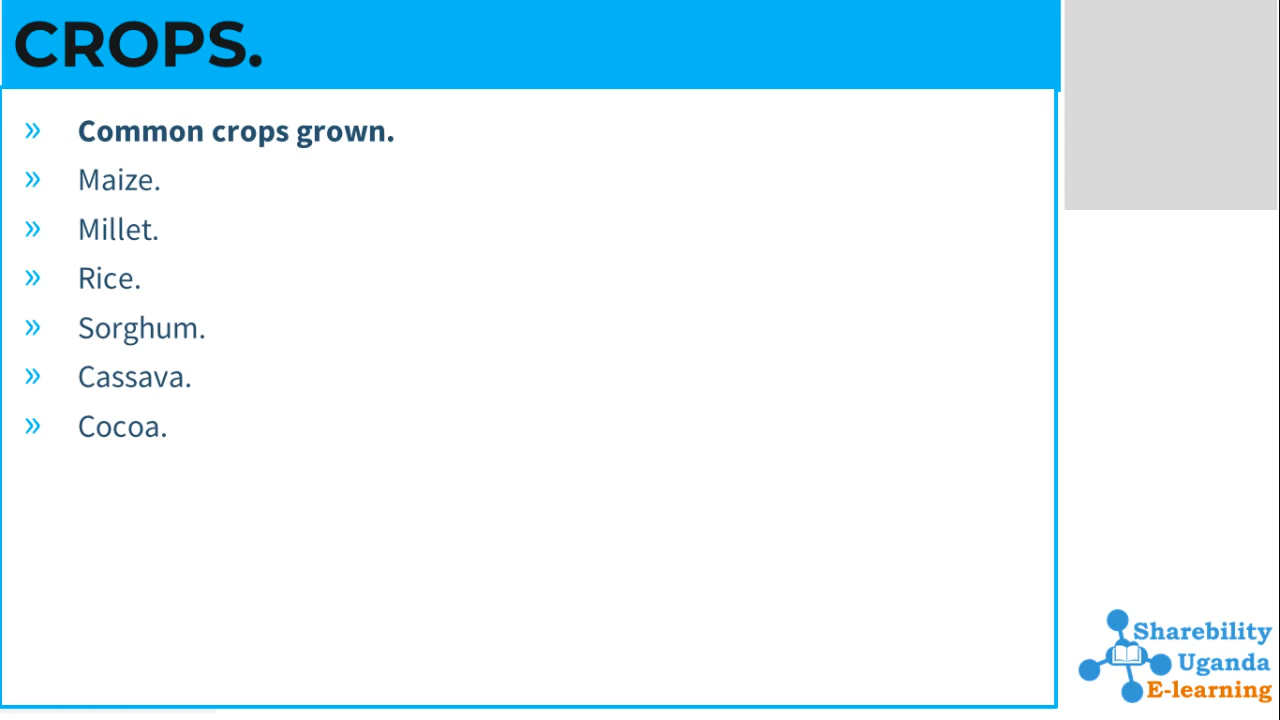 CROPS.
» Common crops grown.
» Maize.
» Millet.
» Rice.
» Sorghum.
» Cassava.
» Cocoa.
Sharebility
Uganda
E-learning